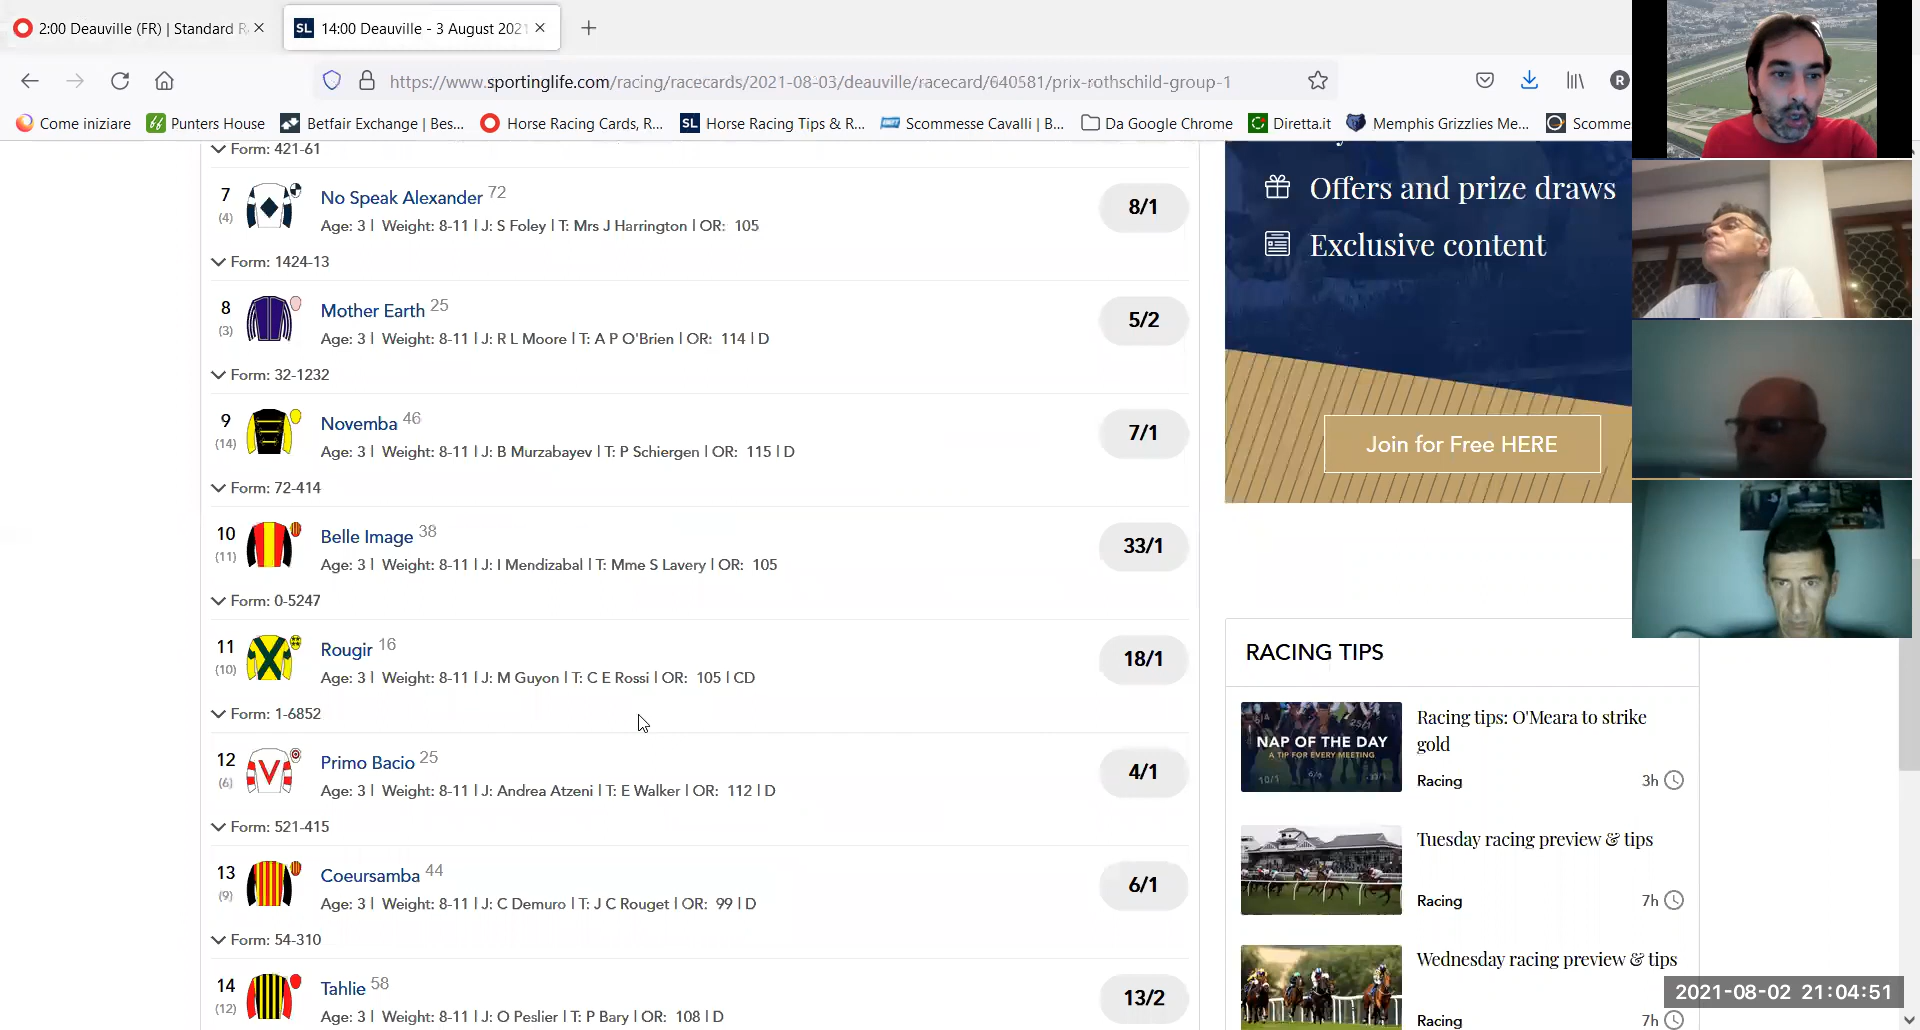 2:00 Deauville (FR) | Standard R
SL 14:00 Deauville - 3 August 2021
https://www.sportinglife.com/racing/racecards/2021-08-03/deauville/racecard/640581/prix-rothschild-group-1
R
Come iniziare
Punters House
Betfair Exchange | Bes...
Horse Racing Cards, R...
SL Horse Racing Tips & R...
Scommesse Cavalli | B...
Da Google Chrome
Diretta.it
Memphis Grizzlies Me...
Scomme
Form: 421-61
7 No Speak Alexander 72 8/1
(4) Age: 3 | Weight: 8-11 | J: S Foley | T: Mrs J Harrington | OR: 105
Form: 1424-13
8 Mother Earth 25 5/2
(3) Age: 3 | Weight: 8-11 | J: R L Moore | T: A P O'Brien | OR: 114 | D
Form: 32-1232
9 Novemba 46 7/1
(14) Age: 3 | Weight: 8-11 | J: B Murzabayev | T: P Schiergen | OR: 115 | D
Form: 72-414
10 Belle Image 38 33/1
(11) Age: 3 | Weight: 8-11 | J: I Mendizabal | T: Mme S Lavery | OR: 105
Form: 0-5247
11 Rougir 16 18/1
(10) Age: 3 | Weight: 8-11 | J: M Guyon | T: C E Rossi | OR: 105 | CD
Form: 1-6852
12 Primo Bacio 25 4/1
(6) Age: 3 | Weight: 8-11 | J: Andrea Atzeni | T: E Walker | OR: 112 | D
Form: 521-415
13 Coeursamba 44 6/1
(9) Age: 3 | Weight: 8-11 | J: C Demuro | T: J C Rouget | OR: 99 | D
Form: 54-310
14 Tahlie 58 13/2
(12) Age: 3 | Weight: 8-11 | J: O Peslier | T: P Bary | OR: 108 | D
Offers and prize draws
Exclusive content
Join for Free HERE
RACING TIPS
NAP OF THE DAY
A TIP FOR EVERY MEETING
Racing tips: O'Meara to strike
gold
Racing 3h
Tuesday racing preview & tips
Racing 7h
Wednesday racing preview & tips
Racing 7h
2021-08-02 21:04:51